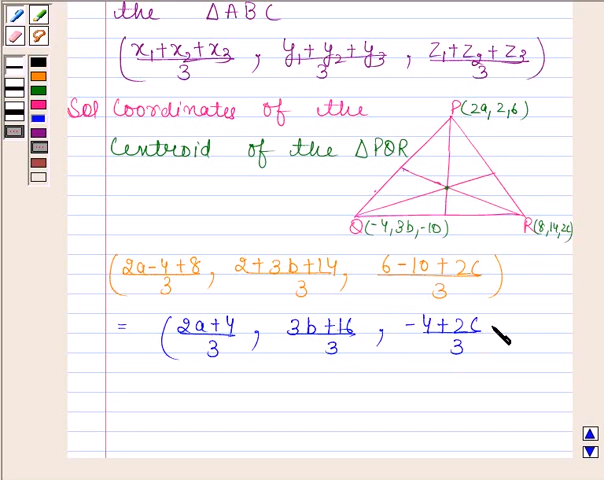 the △ABC
(x₁+x₂+x₃/3, y₁+y₂+y₃/3, z₁+z₂+z₃/3)
Sol Coordinates of the
P(2a, 2, 6)
Centroid of the △PQR
Q(-4, 3b, -10) R(8, 14, 2c)
(2a-4+8/3, 2+3b+14/3, 6-10+2c/3)
= (2a+4/3, 3b+16/3, -4+2c/3